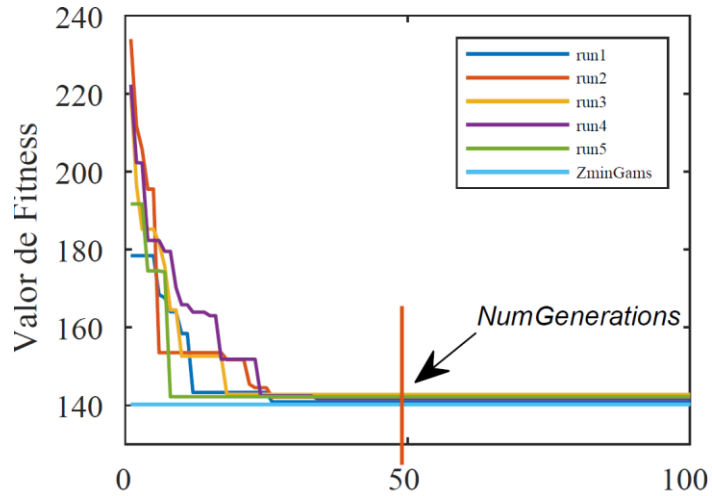 240
220
200
180
160
140
Valor de Fitness
run1
run2
run3
run4
run5
ZminGams
NumGenerations
0
50
100